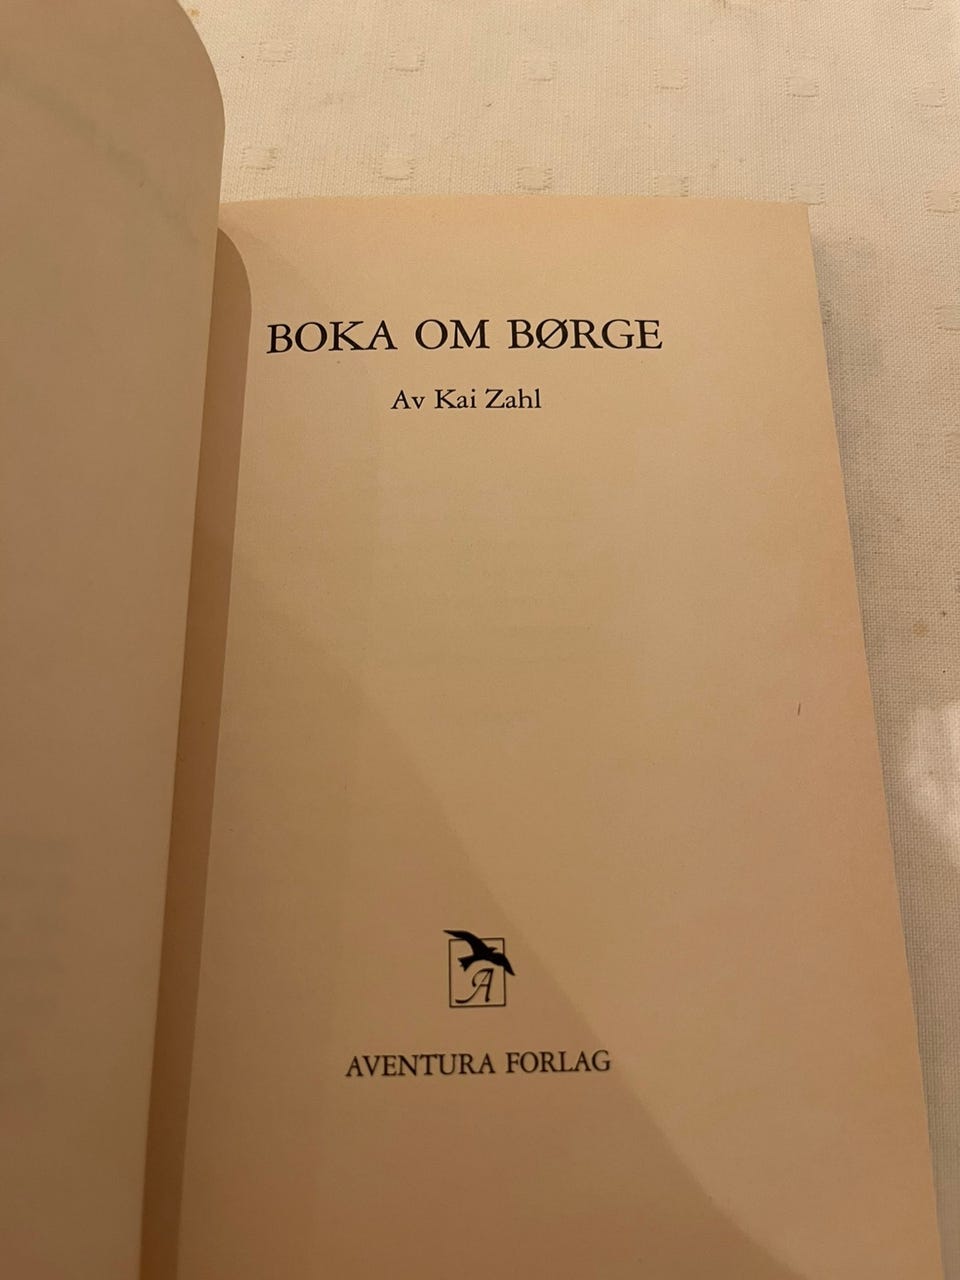 BOKA OM BØRGE
Av Kai Zahl
A
AVENTURA FORLAG